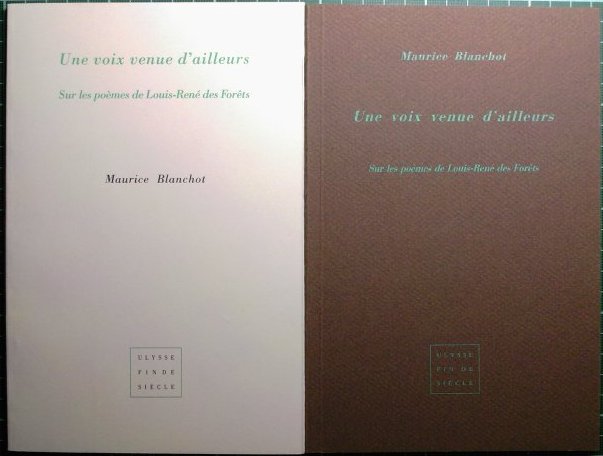 Une voix venue d'ailleurs
Sur les poèmes de Louis-René des Forêts
Maurice Blanchot
ULYSSE
FIN DE
SIÈCLE
Maurice Blanchot
Une voix venue d'ailleurs
Sur les poèmes de Louis-René des Forêts
ULYSSE
FIN DE
SIÈCLE